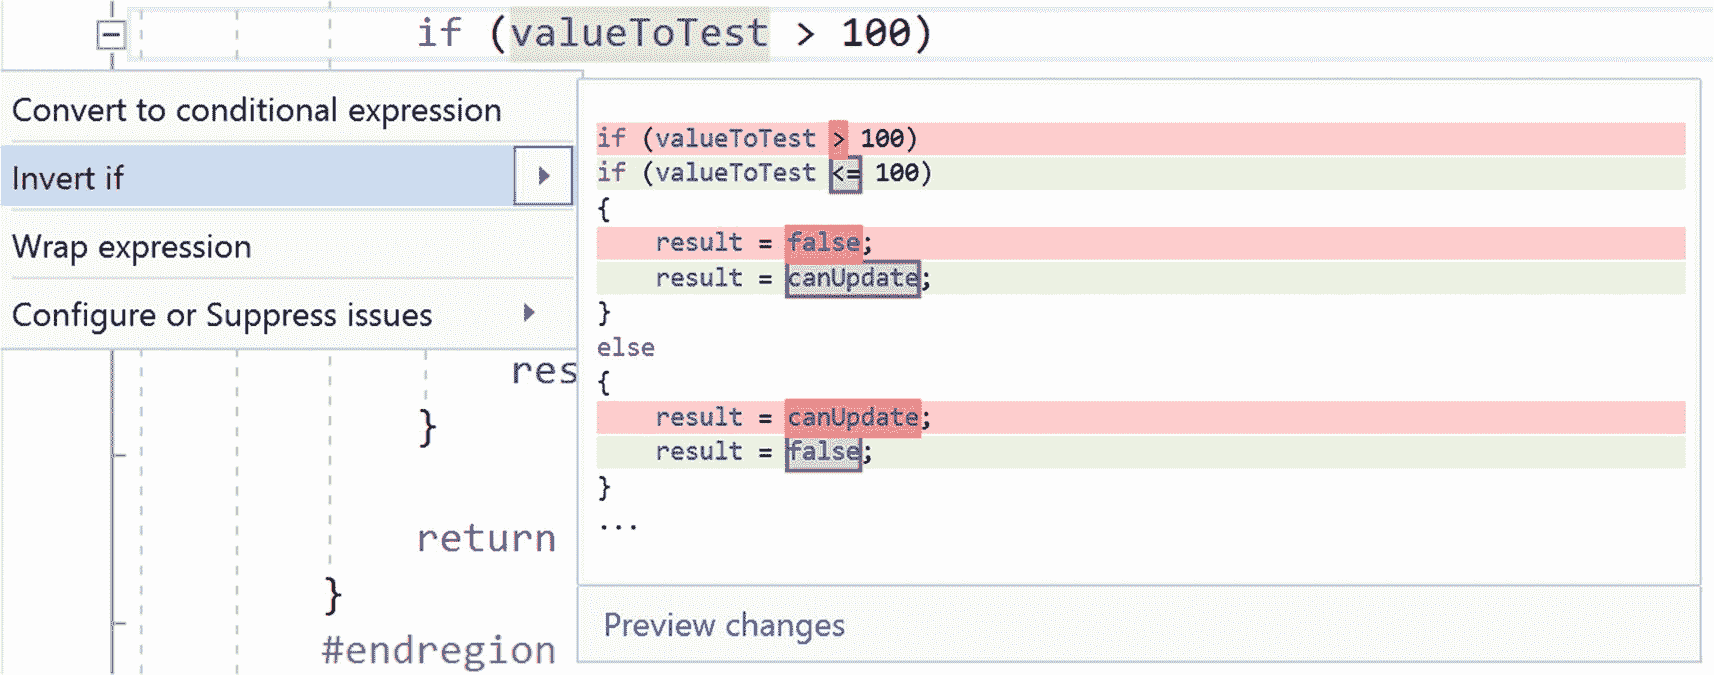 if (valueToTest > 100)
Convert to conditional expression
Invert if
Wrap expression
Configure or Suppress issues
if (valueToTest > 100)
if (valueToTest <= 100)
{
result = false;
result = canUpdate;
}
else
{
result = canUpdate;
result = false;
}
...
Preview changes
res
}
return
}
#endregion